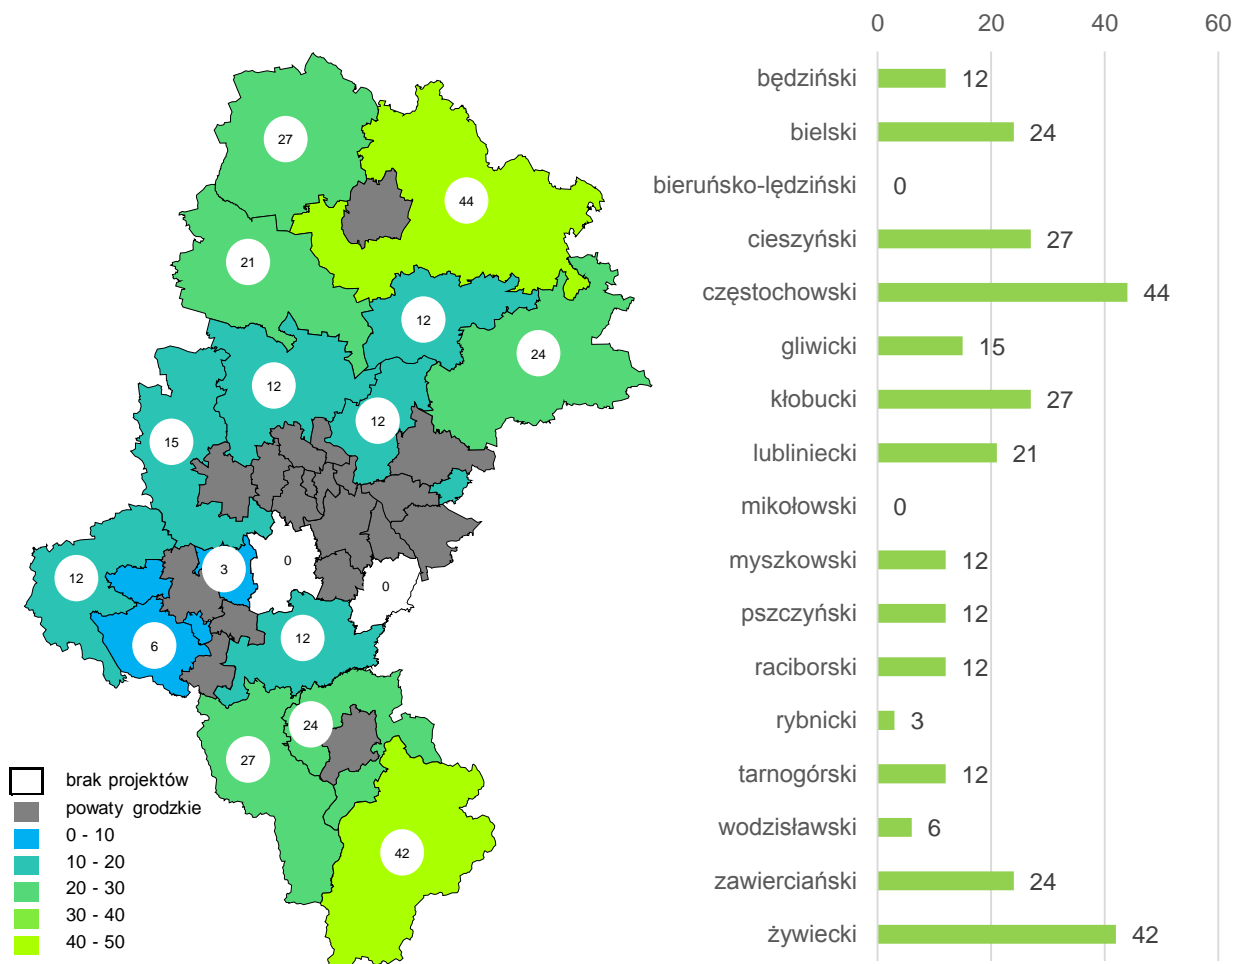 27
44
21
12
24
12
12
15
0
3
12
0
12
6
24
27
42
brak projektów
powaty grodzkie
0 - 10
10 - 20
20 - 30
30 - 40
40 - 50
0 20 40 60
będziński 12
bielski 24
bieruńsko-lędziński 0
cieszyński 27
częstochowski 44
gliwicki 15
kłobucki 27
lubliniecki 21
mikołowski 0
myszkowski 12
pszczyński 12
raciborski 12
rybnicki 3
tarnogórski 12
wodzisławski 6
zawierciański 24
żywiecki 42